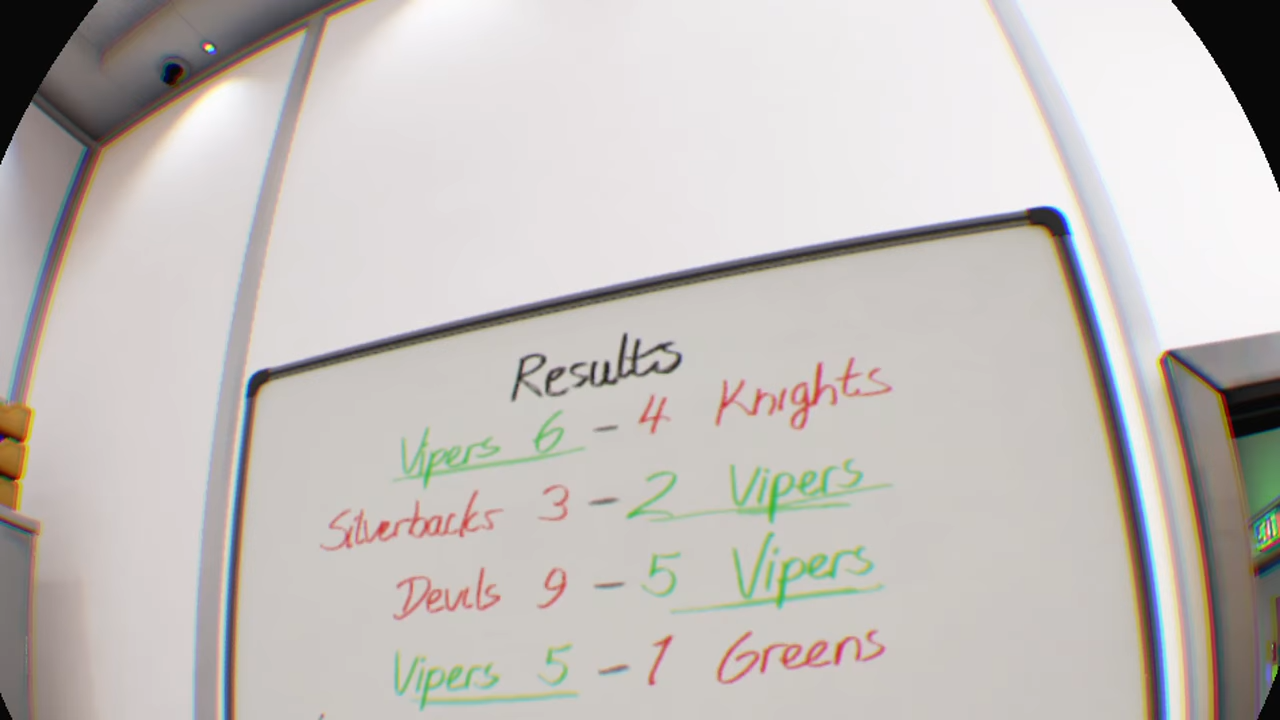 Results
Vipers 6 - 4 Knights
Silverbacks 3 - 2 Vipers
Devils 9 - 5 Vipers
Vipers 5 - 1 Greens